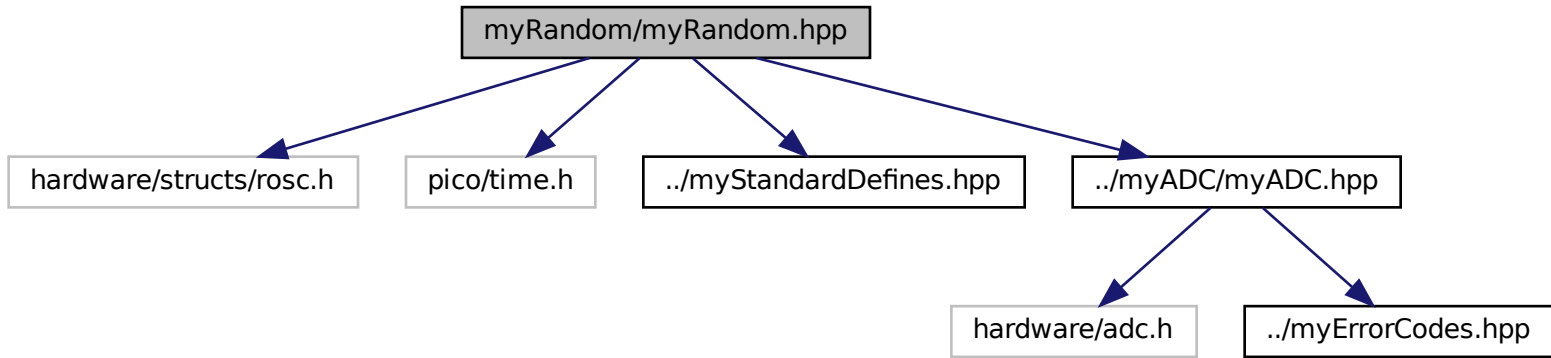 myRandom/myRandom.hpp
hardware/structs/rosc.h
pico/time.h
../myStandardDefines.hpp
../myADC/myADC.hpp
hardware/adc.h
../myErrorCodes.hpp